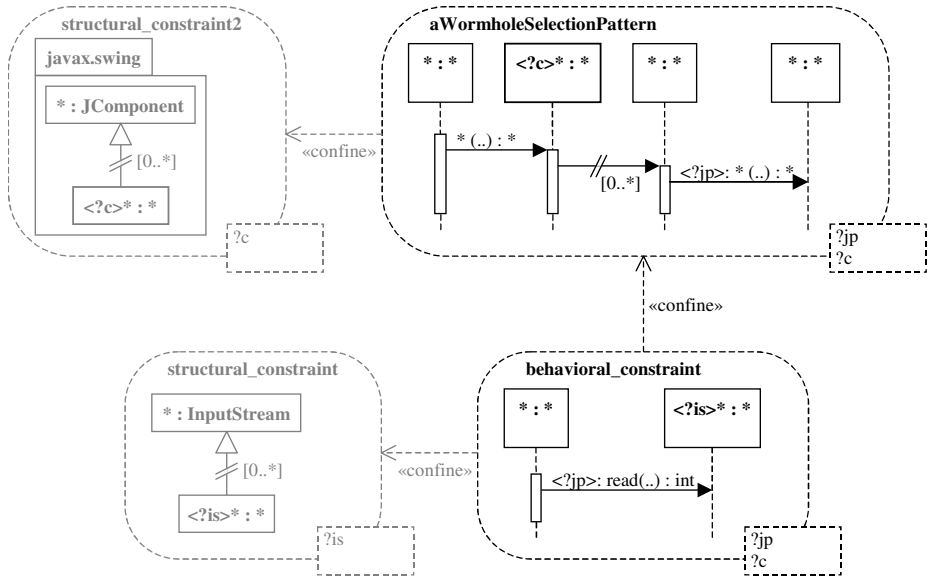 structural_constraint2
javax.swing
* : JComponent
[0..*]
<?c>* : *
?c
«confine»
aWormholeSelectionPattern
* : *
<?c>* : *
* : *
* : *
* (..) : *
[0..*]
<?jp>: * (..) : *
?jp
?c
«confine»
structural_constraint
* : InputStream
[0..*]
<?is>* : *
?is
«confine»
behavioral_constraint
* : *
<?is>* : *
<?jp>: read(..) : int
?jp
?c